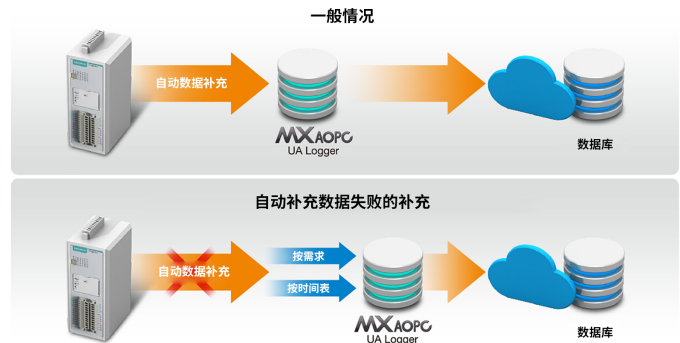 一般情况
自动数据补充
MXAOPC
UA Logger
数据库
自动补充数据失败的补充
自动数据补充
按需求
按时间表
MXAOPC
UA Logger
数据库